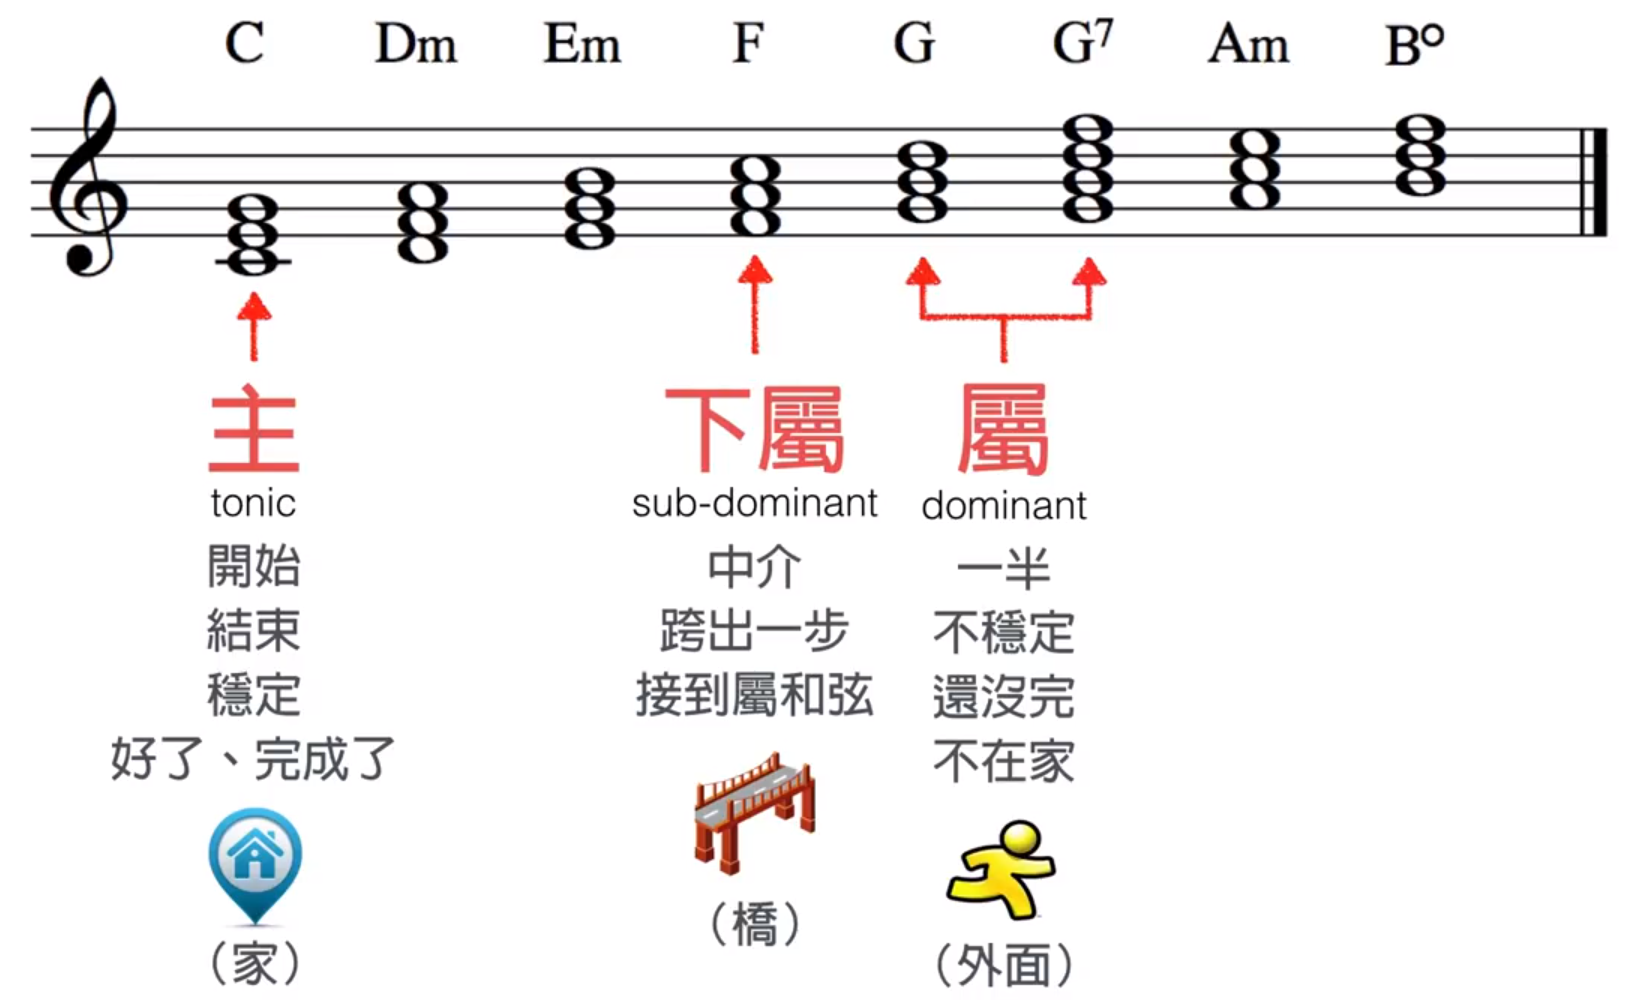 C Dm Em F G G7 Am B°
主 下屬 屬
tonic sub-dominant dominant
開始 中介 一半
結束 跨出一步 不穩定
穩定 接到屬和弦 還沒完
好了、完成了 不在家
（家） （橋） （外面）